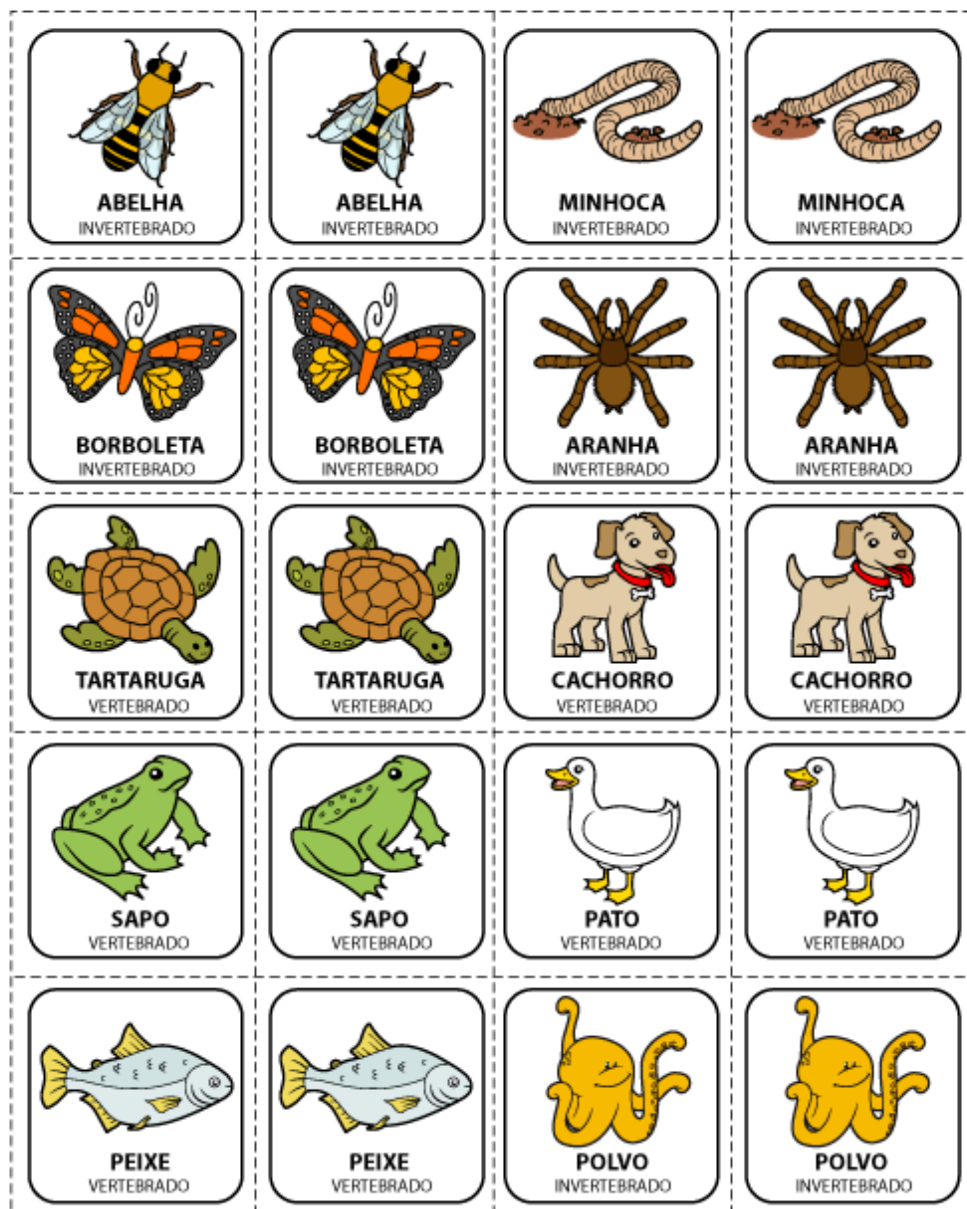 ABELHA
INVERTEBRADO
ABELHA
INVERTEBRADO
MINHOCA
INVERTEBRADO
MINHOCA
INVERTEBRADO
BORBOLETA
INVERTEBRADO
BORBOLETA
INVERTEBRADO
ARANHA
INVERTEBRADO
ARANHA
INVERTEBRADO
TARTARUGA
VERTEBRADO
TARTARUGA
VERTEBRADO
CACHORRO
VERTEBRADO
CACHORRO
VERTEBRADO
SAPO
VERTEBRADO
SAPO
VERTEBRADO
PATO
VERTEBRADO
PATO
VERTEBRADO
PEIXE
VERTEBRADO
PEIXE
VERTEBRADO
POLVO
INVERTEBRADO
POLVO
INVERTEBRADO